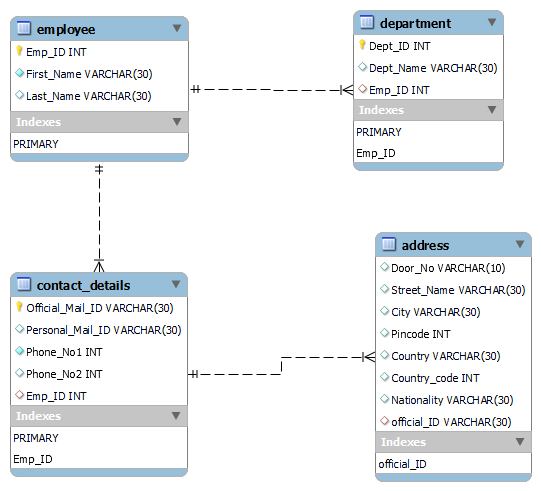 employee
Emp_ID INT
First_Name VARCHAR(30)
Last_Name VARCHAR(30)
Indexes
PRIMARY
department
Dept_ID INT
Dept_Name VARCHAR(30)
Emp_ID INT
Indexes
PRIMARY
Emp_ID
contact_details
Official_Mail_ID VARCHAR(30)
Personal_Mail_ID VARCHAR(30)
Phone_No1 INT
Phone_No2 INT
Emp_ID INT
Indexes
PRIMARY
Emp_ID
address
Door_No VARCHAR(10)
Street_Name VARCHAR(30)
City VARCHAR(30)
Pincode INT
Country VARCHAR(30)
Country_code INT
Nationality VARCHAR(30)
official_ID VARCHAR(30)
Indexes
official_ID